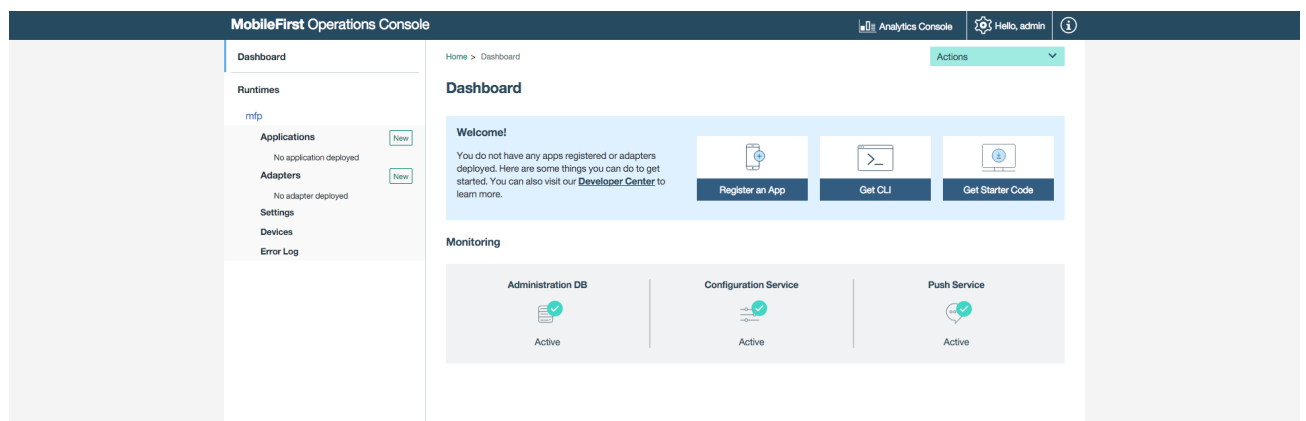 MobileFirst Operations Console
Analytics Console
Hello, admin
Dashboard
Runtimes
mfp
Applications New
No application deployed
Adapters New
No adapter deployed
Settings
Devices
Error Log
Home > Dashboard
Actions
Dashboard
Welcome!
You do not have any apps registered or adapters
deployed. Here are some things you can do to get
started. You can also visit our Developer Center to
learn more.
Register an App
Get CLI
Get Starter Code
Monitoring
Administration DB
Active
Configuration Service
Active
Push Service
Active